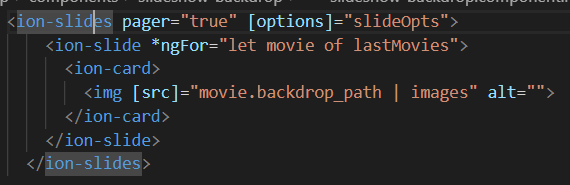 <ion-slides pager="true" [options]="slideOpts">
<ion-slide *ngFor="let movie of lastMovies">
<ion-card>
<img [src]="movie.backdrop_path | images" alt="">
</ion-card>
</ion-slide>
</ion-slides>